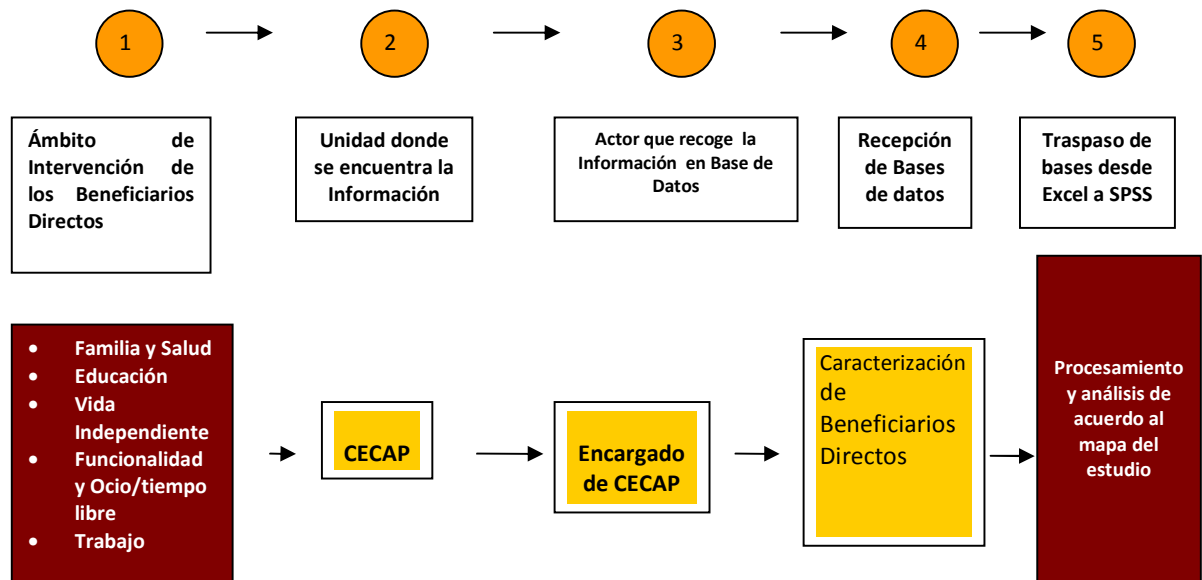 1
2
3
4
5
Ámbito de
Intervención de
los Beneficiarios
Directos
Unidad donde
se encuentra la
Información
Actor que recoge la
Información en Base de
Datos
Recepción
de Bases
de datos
Traspaso de
bases desde
Excel a SPSS
• Familia y Salud
• Educación
• Vida
Independiente
• Funcionalidad
y Ocio/tiempo
libre
• Trabajo
CECAP
Encargado
de CECAP
Caracterización
de
Beneficiarios
Directos
Procesamiento
y análisis de
acuerdo al
mapa del
estudio